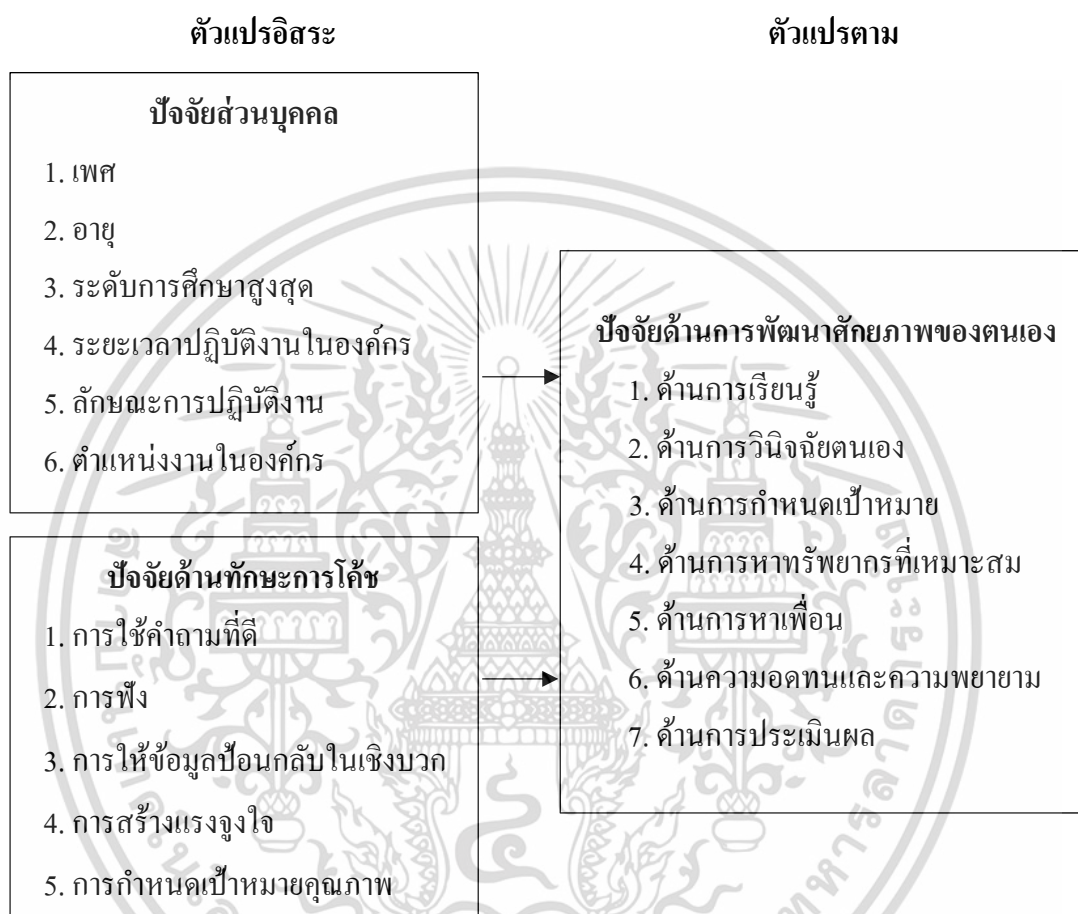 ตัวแปรอิสระ
ตัวแปรตาม
ปัจจัยส่วนบุคคล
1. เพศ
2. อายุ
3. ระดับการศึกษาสูงสุด
4. ระยะเวลาปฏิบัติงานในองค์กร
5. ลักษณะการปฏิบัติงาน
6. ตำแหน่งงานในองค์กร
ปัจจัยด้านทักษะการโค้ช
1. การใช้คำถามที่ดี
2. การฟัง
3. การให้ข้อมูลป้อนกลับในเชิงบวก
4. การสร้างแรงจูงใจ
5. การกำหนดเป้าหมายคุณภาพ
ปัจจัยด้านการพัฒนาศักยภาพของตนเอง
1. ด้านการเรียนรู้
2. ด้านการวินิจฉัยตนเอง
3. ด้านการกำหนดเป้าหมาย
4. ด้านการหาทรัพยากรที่เหมาะสม
5. ด้านการหาเพื่อน
6. ด้านความอดทนและความพยายาม
7. ด้านการประเมินผล